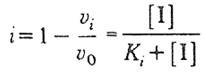 i = 1 − v_i / v_0 = [I] / (K_i + [I])